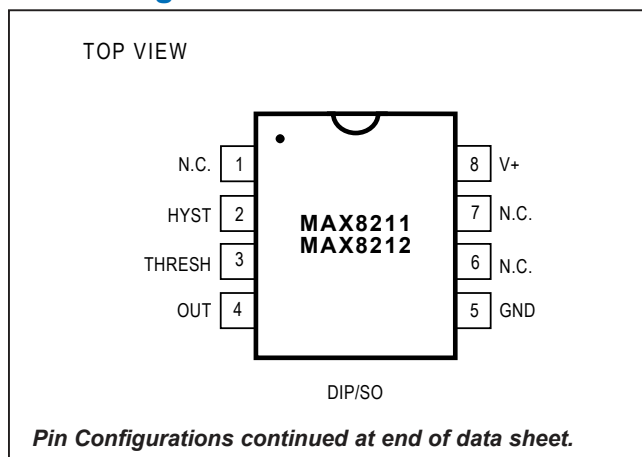 TOP VIEW
N.C. 1
HYST 2
THRESH 3
OUT 4
MAX8211
MAX8212
8 V+
7 N.C.
6 N.C.
5 GND
DIP/SO
Pin Configurations continued at end of data sheet.